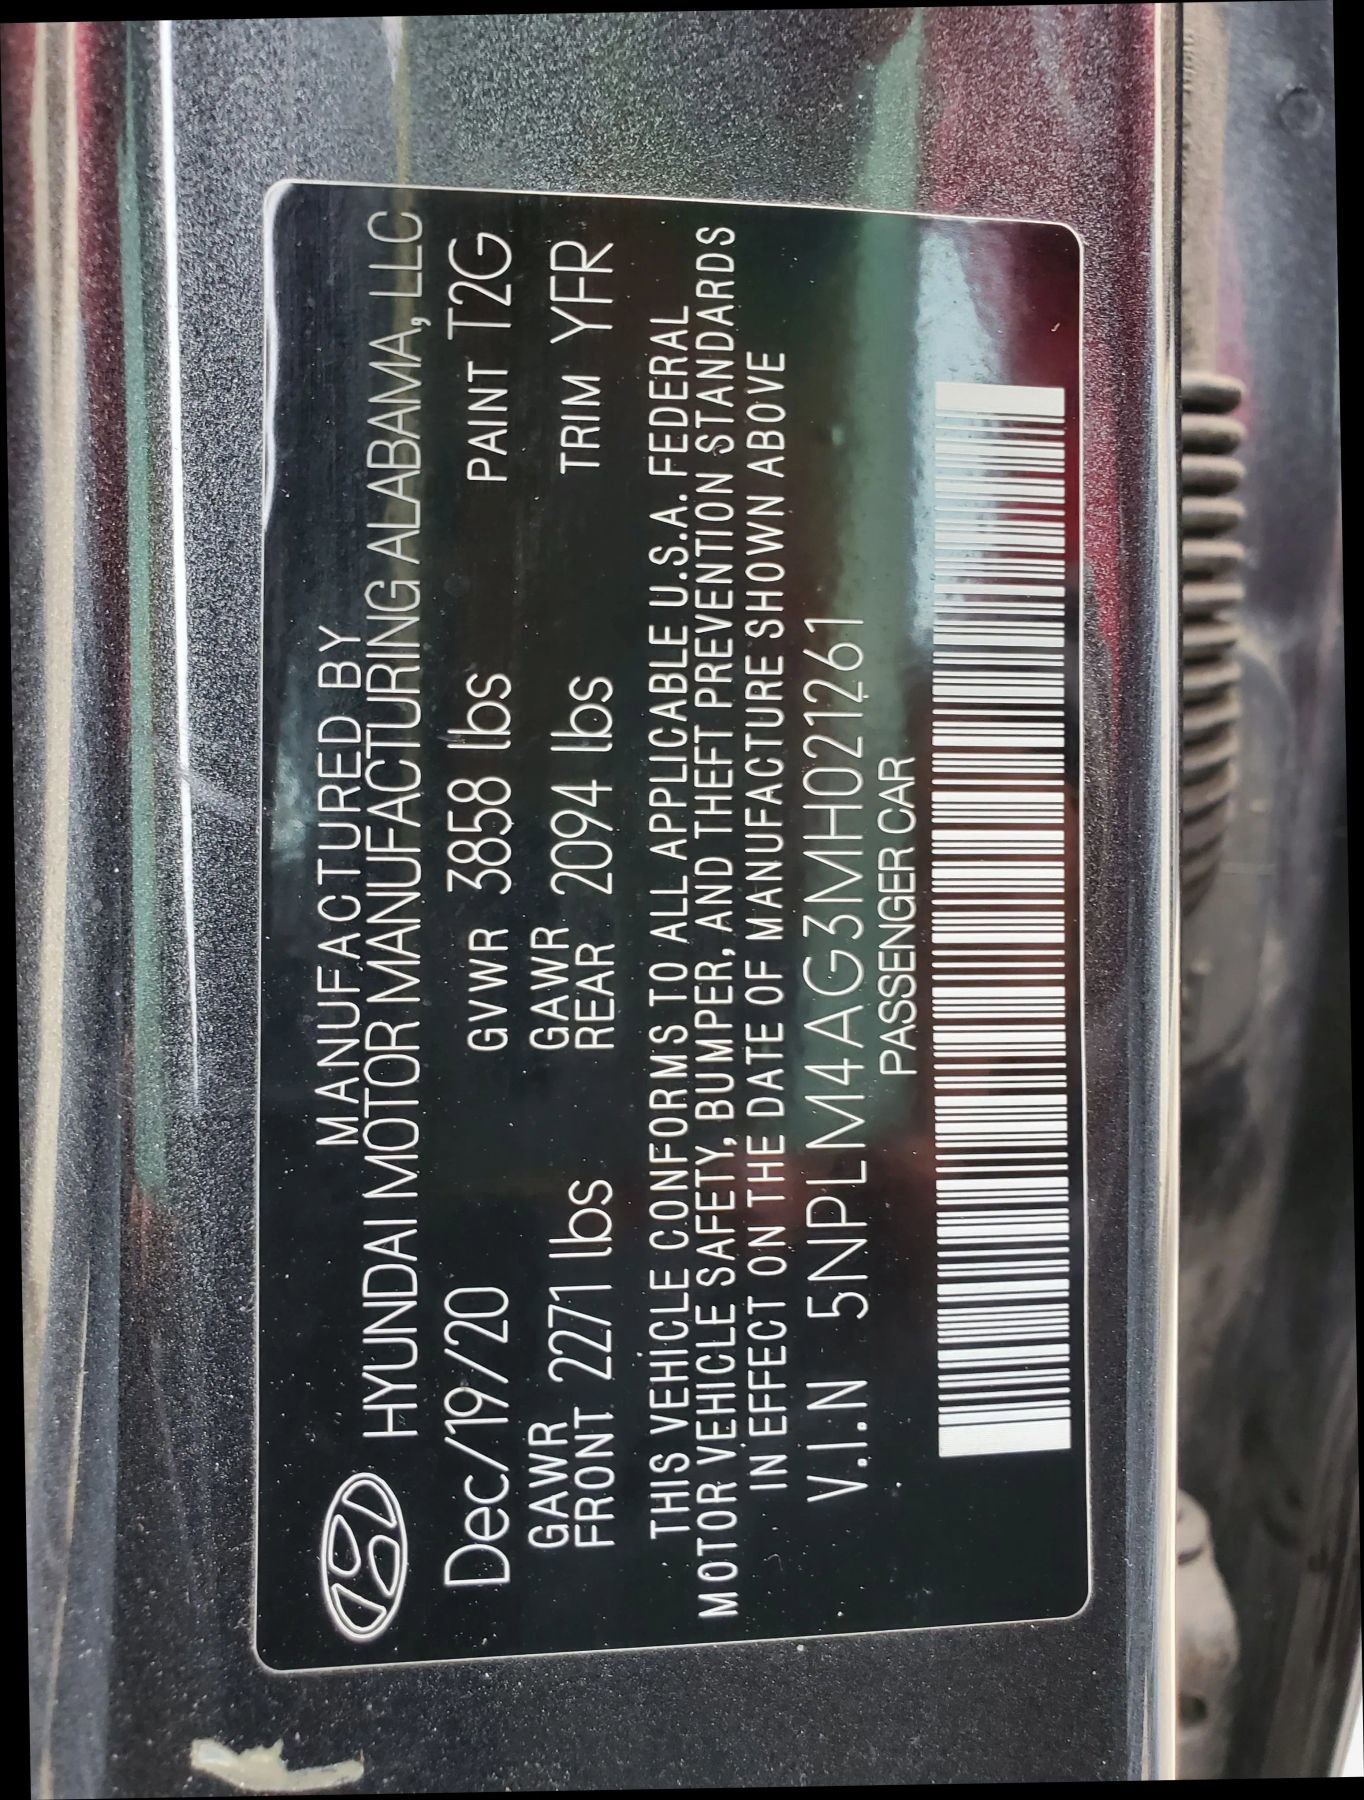 MANUFACTURED BY
HYUNDAI MOTOR MANUFACTURING ALABAMA, LLC
Dec/19/20 GVWR 3858 lbs PAINT T2G
GAWR FRONT 2271 lbs GAWR REAR 2094 lbs TRIM YFR
THIS VEHICLE CONFORMS TO ALL APPLICABLE U.S.A. FEDERAL
MOTOR VEHICLE SAFETY, BUMPER, AND THEFT PREVENTION STANDARDS
IN EFFECT ON THE DATE OF MANUFACTURE SHOWN ABOVE
V.I.N 5NPLM4AG3MH021261
PASSENGER CAR